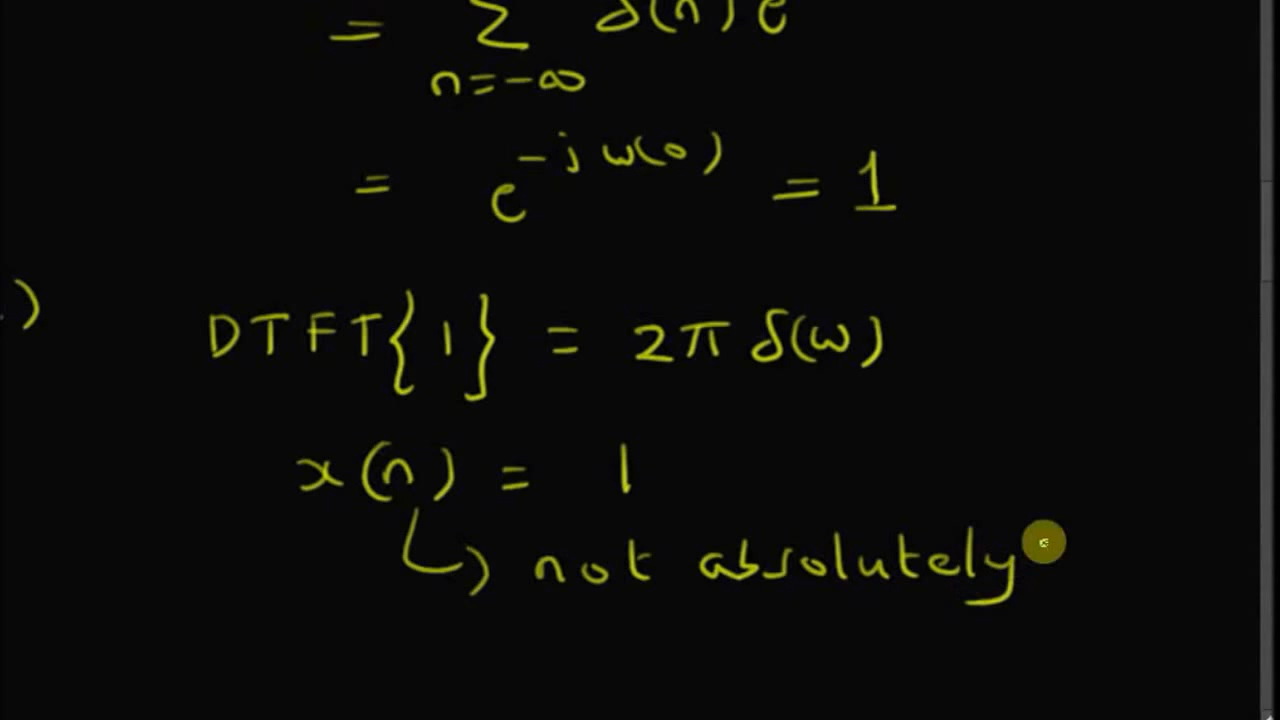 = Σ δ(n) e
n=-∞
= e^{-jω(0)} = 1
)
DTFT{1} = 2π δ(ω)
x(n) = 1
not absolutely